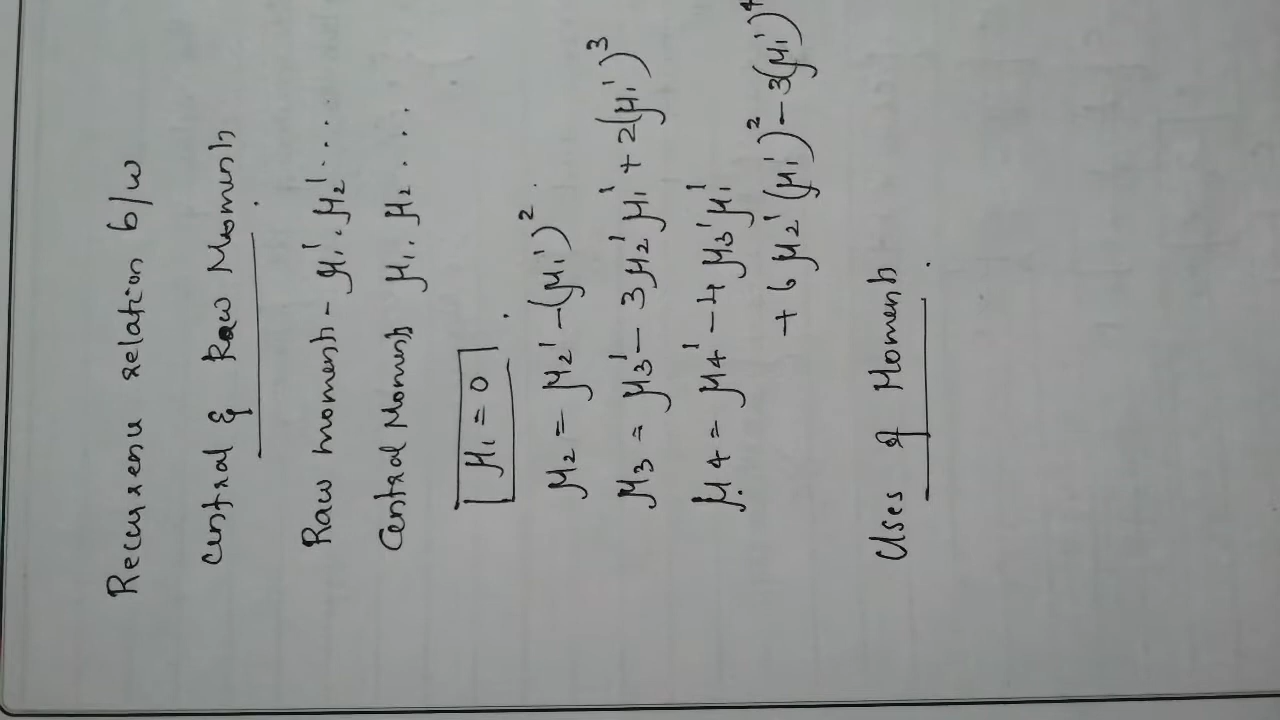 Recurrenu relation b/w
central & Raw Moments.
Raw moments - μ₁'. μ₂'....
Central Moments μ₁. μ₂....
μ₁ = 0.
μ₂ = μ₂' - (μ₁')².
μ₃ = μ₃' - 3μ₂'μ₁' + 2(μ₁')³
μ₄ = μ₄' - 4μ₃'μ₁'
+ 6μ₂'(μ₁')² - 3(μ₁')⁴
Uses of Moments.